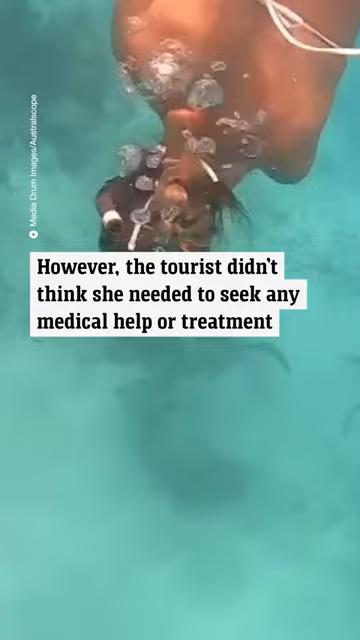 Media Drum Images/Australscope
However, the tourist didn't
think she needed to seek any
medical help or treatment